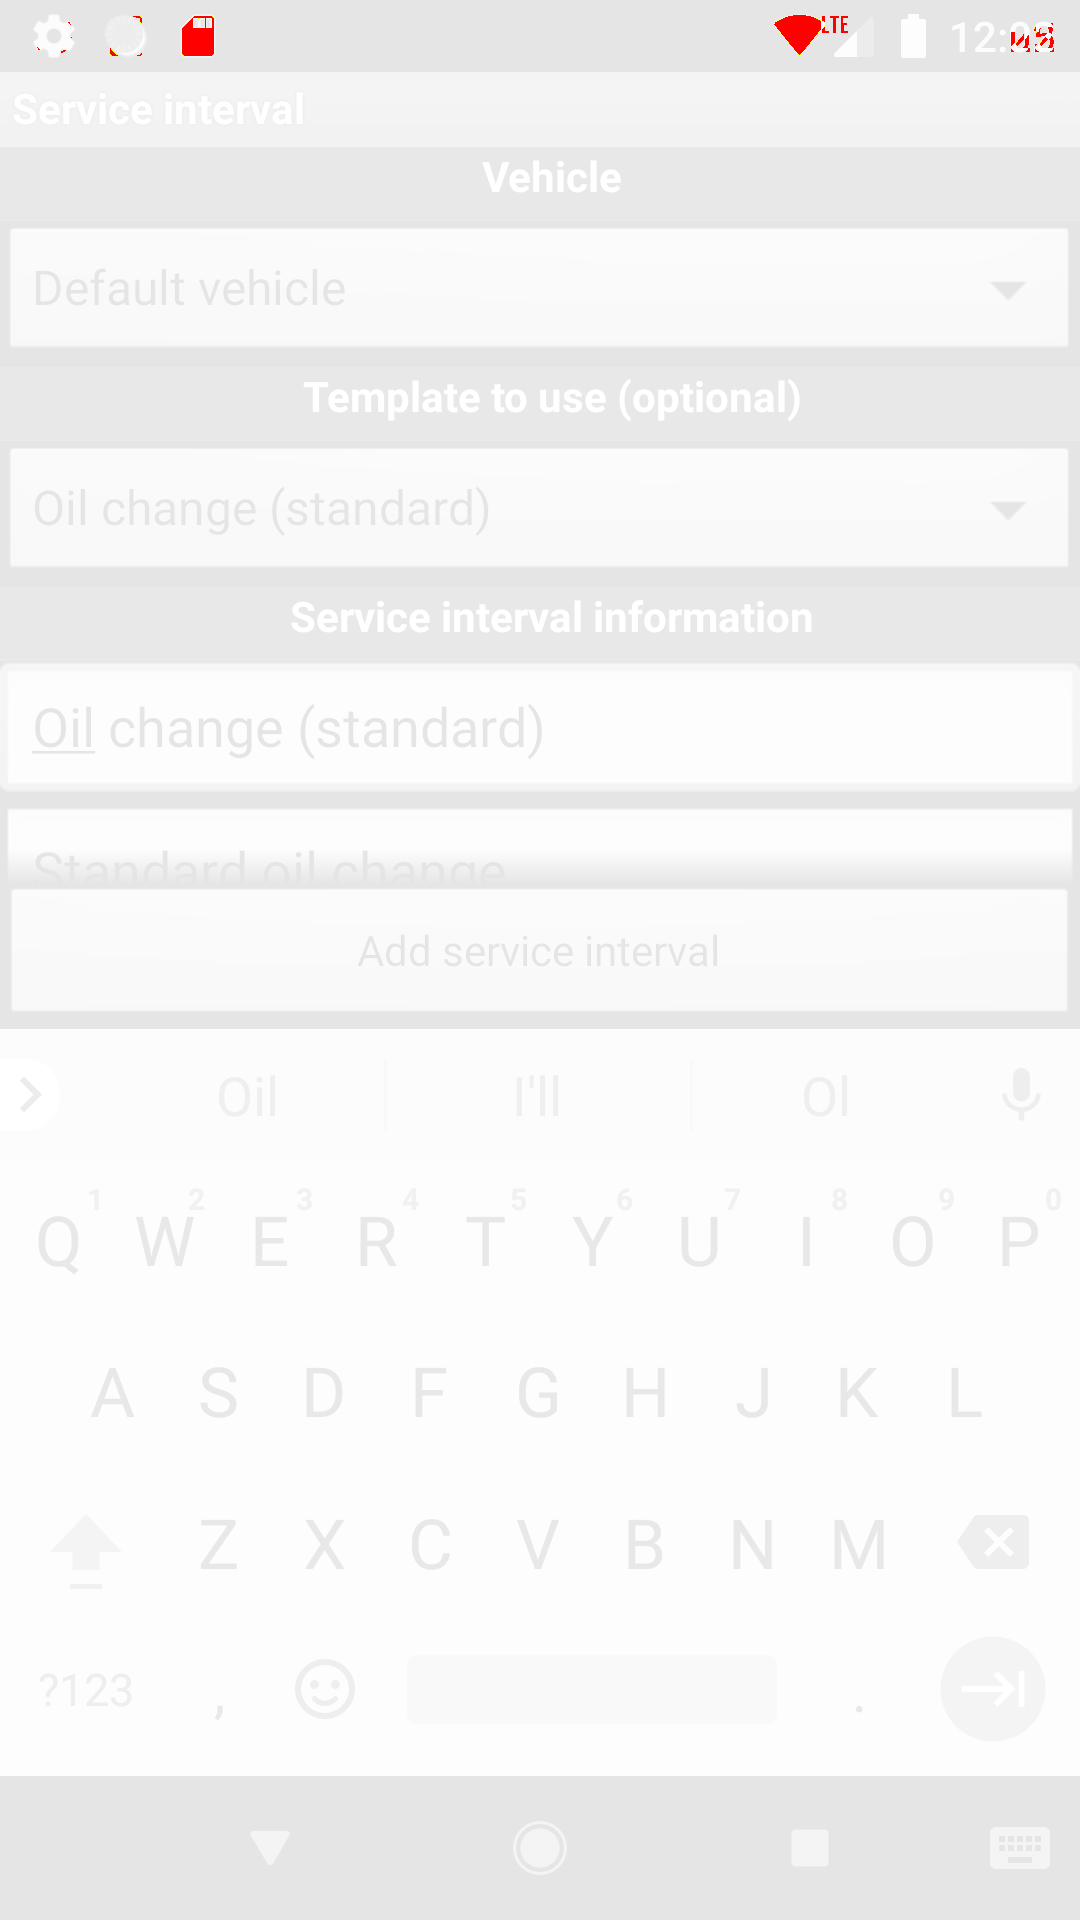 LTE
Service interval
Vehicle
Default vehicle
Template to use (optional)
Oil change (standard)
Service interval information
Oil change (standard)
Standard oil change
Add service interval
Oil I'll Ol
1 2 3 4 5 6 7 8 9 0
Q W E R T Y U I O P
A S D F G H J K L
Z X C V B N M
?123 , .